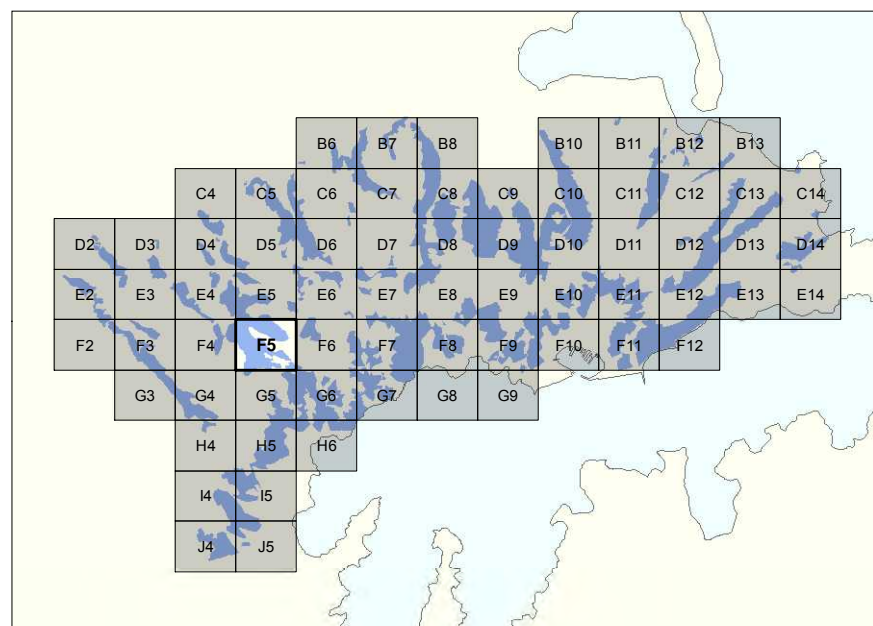 B6 B7 B8 B10 B11 B12 B13
C4 C5 C6 C7 C8 C9 C10 C11 C12 C13 C14
D2 D3 D4 D5 D6 D7 D8 D9 D10 D11 D12 D13 D14
E2 E3 E4 E5 E6 E7 E8 E9 E10 E11 E12 E13 E14
F2 F3 F4 F5 F6 F7 F8 F9 F10 F11 F12
G3 G4 G5 G6 G7 G8 G9
H4 H5 H6
I4 I5
J4 J5